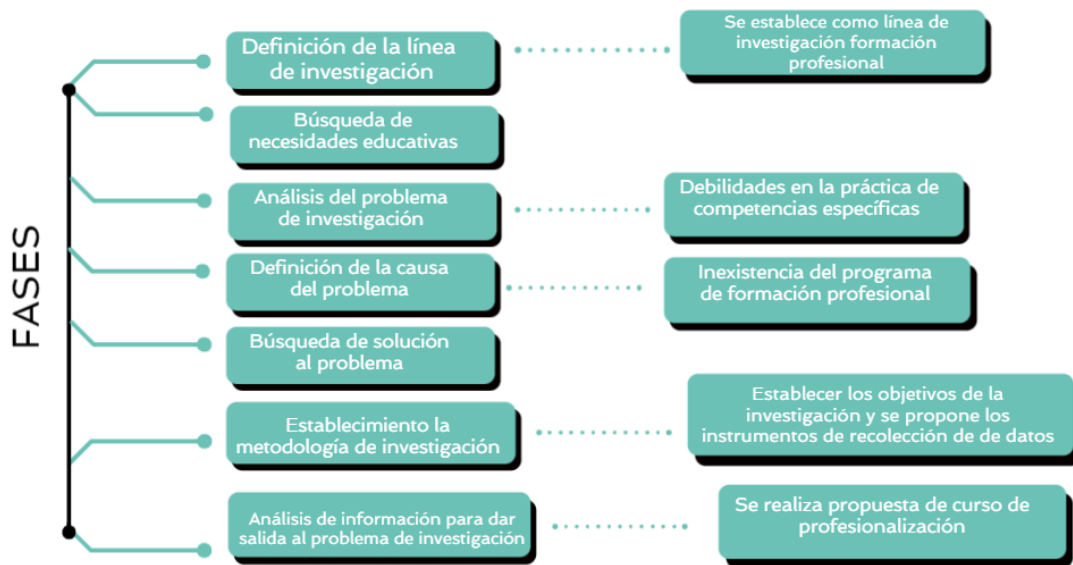 FASES
Definición de la línea
de investigación
Se establece como línea de
investigación formación
profesional
Búsqueda de
necesidades educativas
Análisis del problema
de investigación
Debilidades en la práctica de
competencias específicas
Definición de la causa
del problema
Inexistencia del programa
de formación profesional
Búsqueda de solución
al problema
Establecimiento la
metodología de investigación
Establecer los objetivos de la
investigación y se propone los
instrumentos de recolección de de datos
Análisis de información para dar
salida al problema de investigación
Se realiza propuesta de curso de
profesionalización